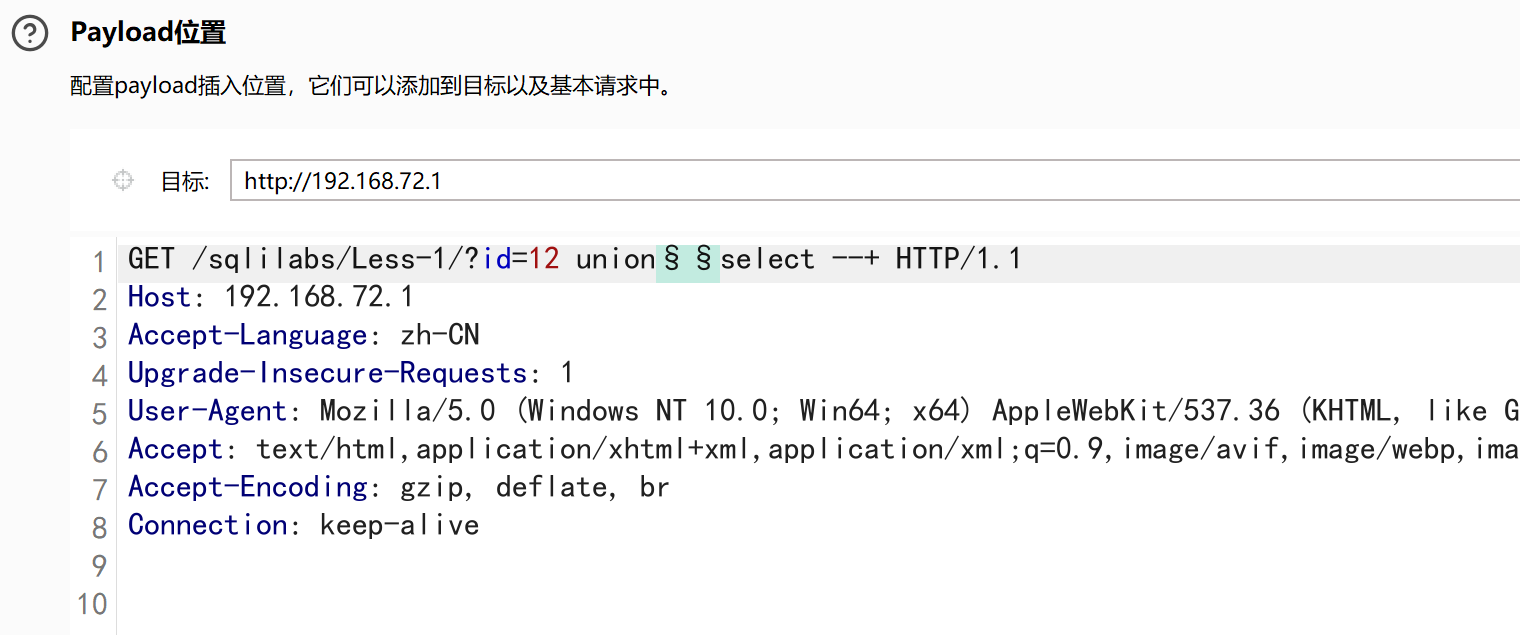 Payload位置
配置payload插入位置，它们可以添加到目标以及基本请求中。
目标: http://192.168.72.1
1 GET /sqlilabs/Less-1/?id=12 union§ §select --+ HTTP/1.1
2 Host: 192.168.72.1
3 Accept-Language: zh-CN
4 Upgrade-Insecure-Requests: 1
5 User-Agent: Mozilla/5.0 (Windows NT 10.0; Win64; x64) AppleWebKit/537.36 (KHTML, like G
6 Accept: text/html,application/xhtml+xml,application/xml;q=0.9,image/avif,image/webp,ima
7 Accept-Encoding: gzip, deflate, br
8 Connection: keep-alive
9
10